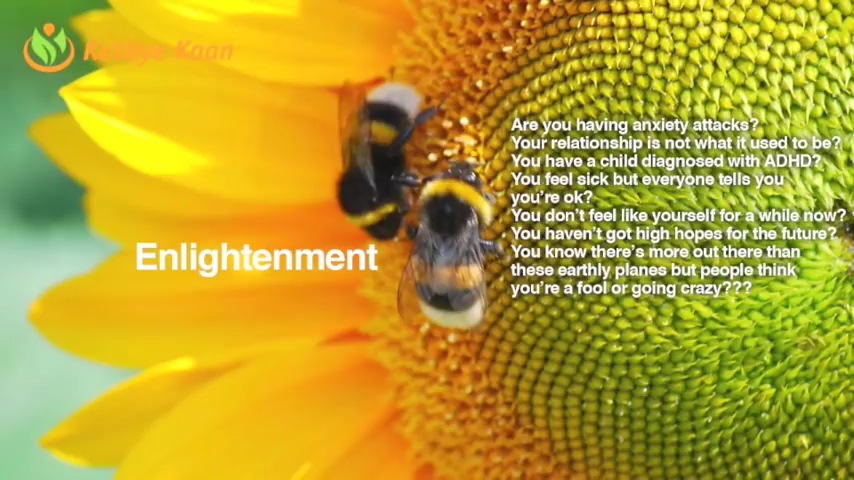 Kathye Kaan
Enlightenment
Are you having anxiety attacks?
Your relationship is not what it used to be?
You have a child diagnosed with ADHD?
You feel sick but everyone tells you
you're ok?
You don't feel like yourself for a while now?
You haven't got high hopes for the future?
You know there's more out there than
these earthly planes but people think
you're a fool or going crazy???